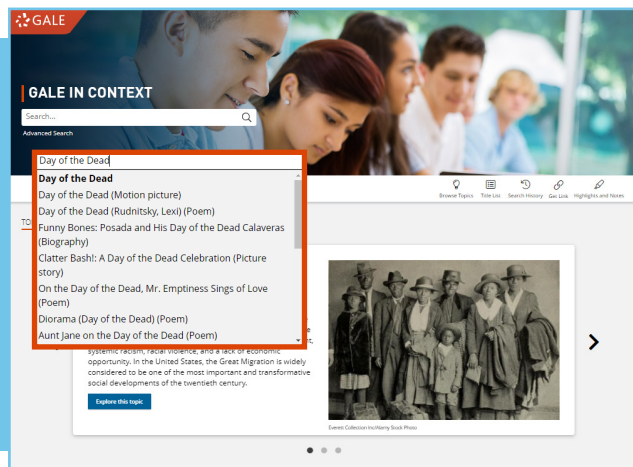 GALE
GALE IN CONTEXT
Search...
Advanced Search
Day of the Dead
Day of the Dead
Day of the Dead (Motion picture)
Day of the Dead (Rudnitsky, Lexi) (Poem)
Funny Bones: Posada and His Day of the Dead Calaveras
(Biography)
Clatter Bash!: A Day of the Dead Celebration (Picture
story)
On the Day of the Dead, Mr. Emptiness Sings of Love
(Poem)
Diorama (Day of the Dead) (Poem)
Aunt Jane on the Day of the Dead (Poem)
Browse Topics Title List Search History Get Link Highlights and Notes
systemic racism, racial violence, and a lack of economic
opportunity. In the United States, the Great Migration is widely
considered to be one of the most important and transformative
social developments of the twentieth century.
Explore this topic
Everett Collection Inc/Alamy Stock Photo